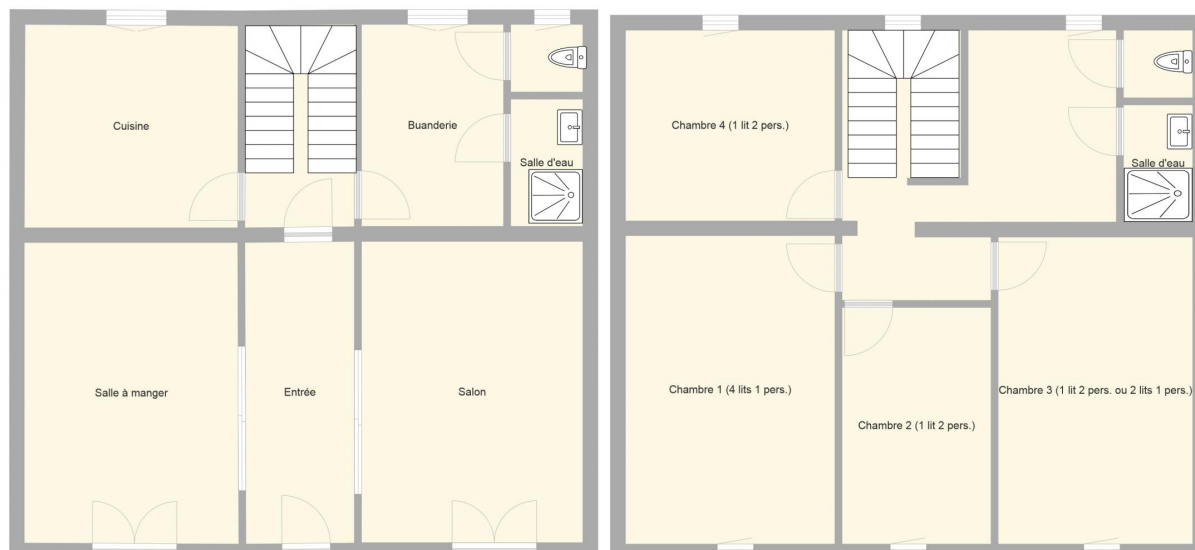 Cuisine
Buanderie
Salle d'eau
Salle à manger
Entrée
Salon
Chambre 4 (1 lit 2 pers.)
Salle d'eau
Chambre 1 (4 lits 1 pers.)
Chambre 3 (1 lit 2 pers. ou 2 lits 1 pers.)
Chambre 2 (1 lit 2 pers.)